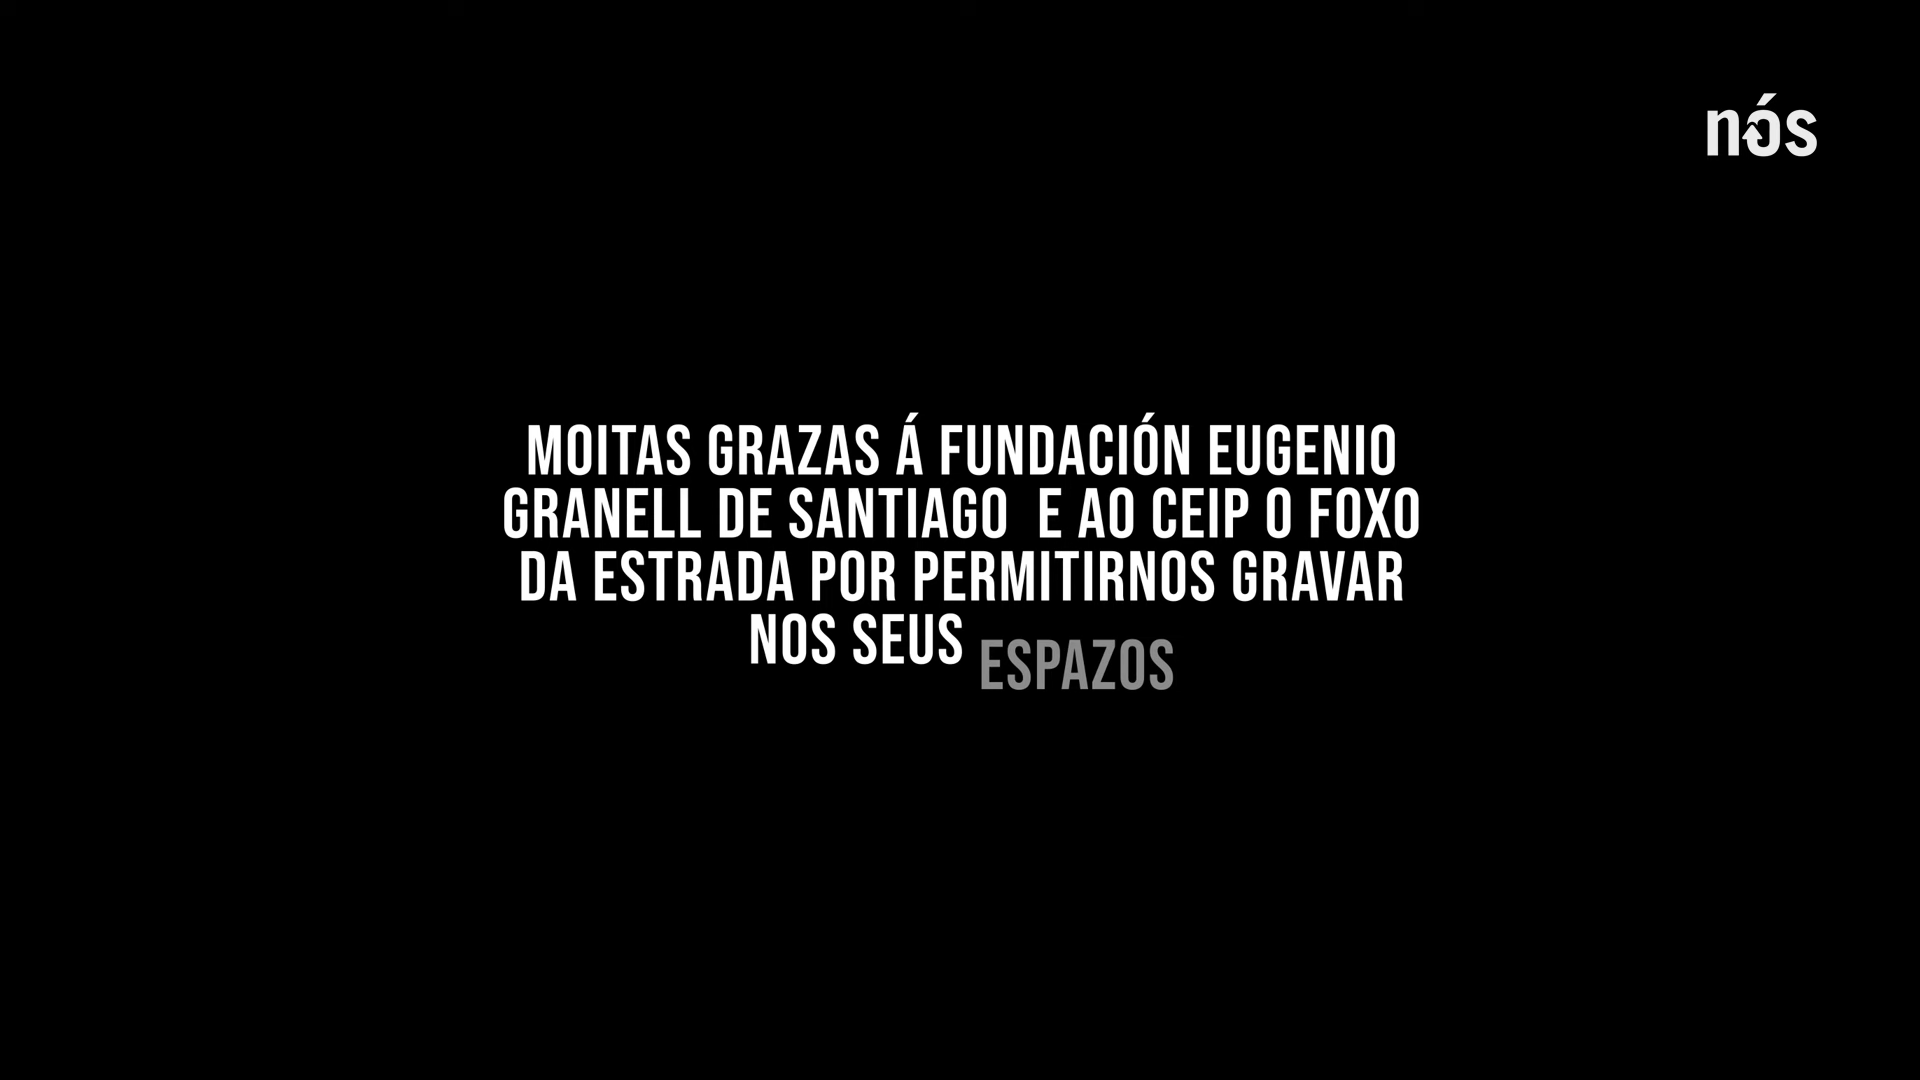 nós
MOITAS GRAZAS Á FUNDACIÓN EUGENIO
GRANELL DE SANTIAGO  E AO CEIP O FOXO
DA ESTRADA POR PERMITIRNOS GRAVAR
NOS SEUS ESPAZOS